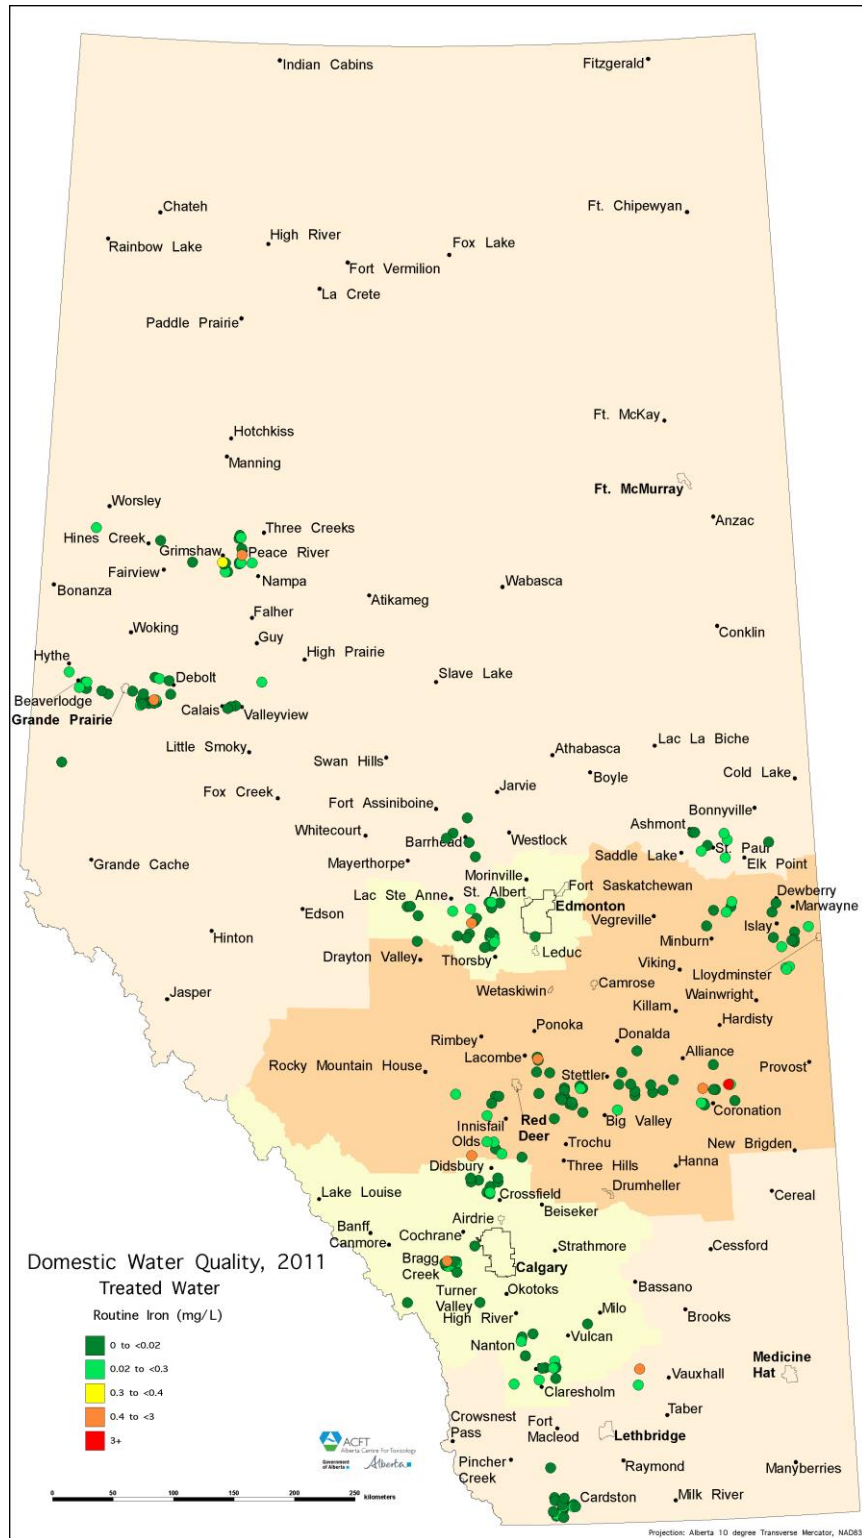 Indian Cabins
Fitzgerald
Chateh
Ft. Chipewyan
Rainbow Lake
High River
Fox Lake
Fort Vermilion
La Crete
Paddle Prairie
Ft. McKay
Hotchkiss
Manning
Ft. McMurray
Worsley
Anzac
Three Creeks
Hines Creek
Grimshaw
Peace River
Fairview
Nampa
Bonanza
Wabasca
Atikameg
Falher
Woking
Conklin
Guy
Hythe
High Prairie
Debolt
Slave Lake
Beaverlodge
Calais
Valleyview
Grande Prairie
Little Smoky
Lac La Biche
Athabasca
Swan Hills
Boyle
Cold Lake
Jarvie
Fox Creek
Fort Assiniboine
Bonnyville
Ashmont
Whitecourt
Barrhead
Westlock
St. Paul
Saddle Lake
Mayerthorpe
Elk Point
Grande Cache
Morinville
Fort Saskatchewan
Lac Ste Anne
St. Albert
Dewberry
Edmonton
Marwayne
Edson
Vegreville
Islay
Hinton
Minburn
Leduc
Drayton Valley
Thorsby
Viking
Lloydminster
Camrose
Jasper
Wetaskiwin
Wainwright
Killam
Hardisty
Ponoka
Donalda
Rimbey
Lacombe
Alliance
Rocky Mountain House
Provost
Stettler
Coronation
Red
Deer
Innisfail
Big Valley
Olds
Trochu
New Brigden
Didsbury
Three Hills
Hanna
Drumheller
Cereal
Lake Louise
Crossfield
Beiseker
Airdrie
Banff
Cochrane
Canmore
Strathmore
Cessford
Bragg
Creek
Calgary
Domestic Water Quality, 2011
Treated Water
Routine Iron (mg/L)
0 to <0.02
0.02 to <0.3
0.3 to <0.4
0.4 to <3
3+
Bassano
Turner
Valley
Okotoks
High River
Milo
Brooks
Nanton
Vulcan
Medicine
Hat
Vauxhall
Claresholm
Taber
Crowsnest
Pass
Fort
Macleod
Lethbridge
Pincher
Creek
Raymond
Manyberries
Cardston
Milk River
ACFT
Alberta Centre For Toxicology
Government
of Alberta
Alberta
0 50 100 150 200 250 kilometers
Projection: Alberta 10 degree Transverse Mercator, NAD83